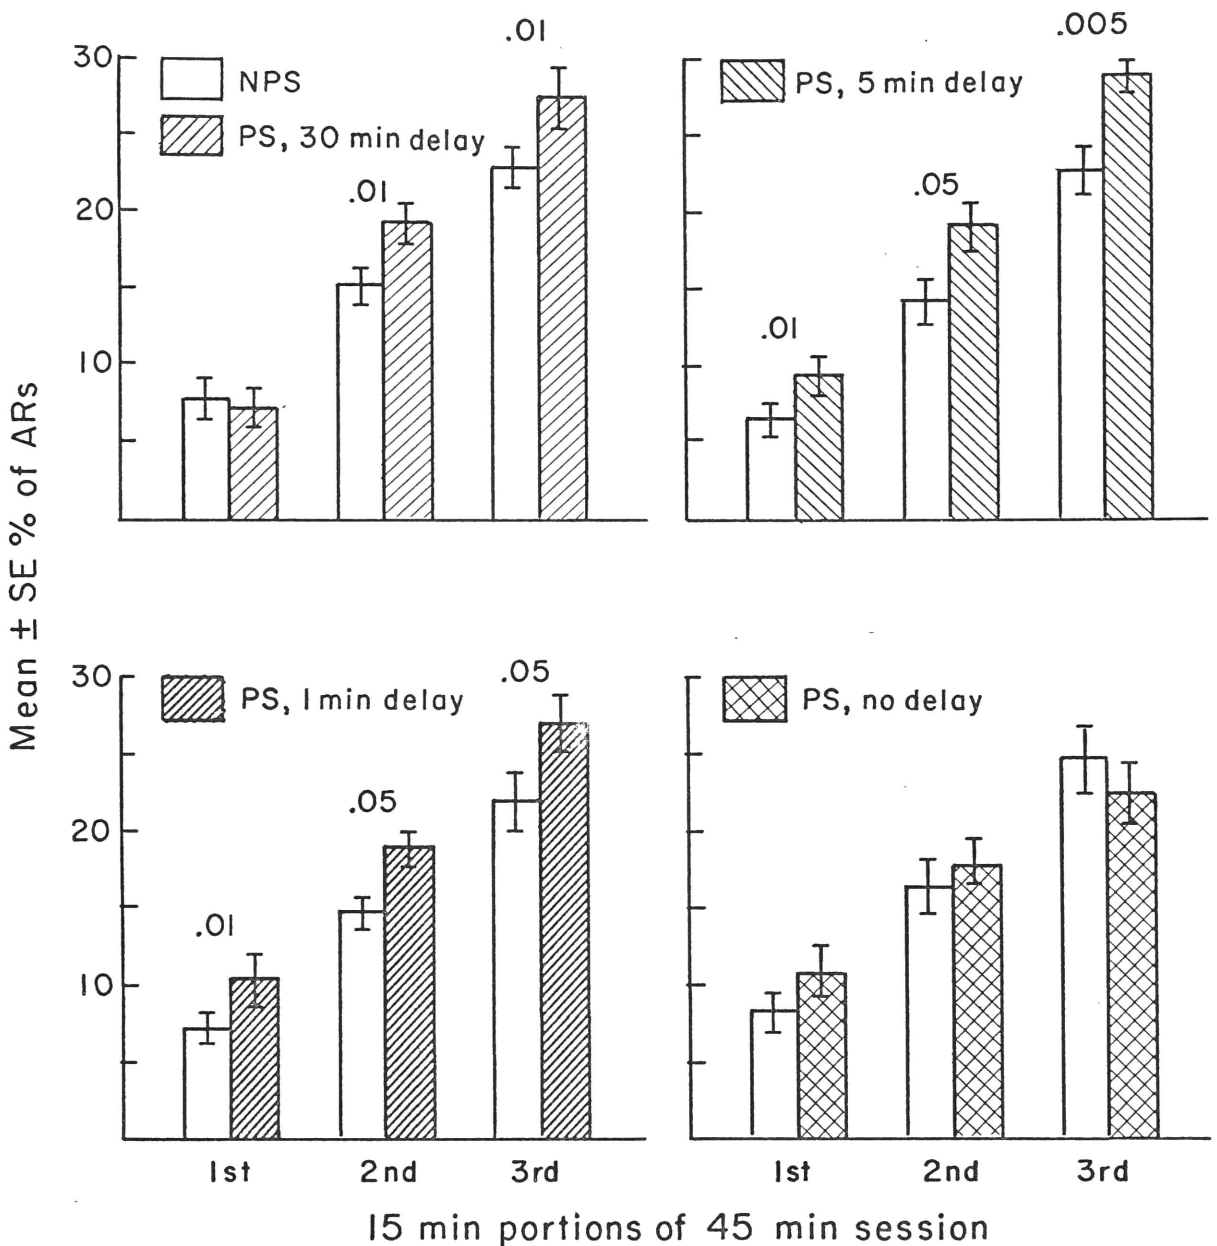 .01
.005
30
NPS
PS, 5 min delay
PS, 30 min delay
.01
.05
20
.01
10
Mean ± SE % of ARs
30
PS, 1 min delay
.05
PS, no delay
.05
20
.01
10
1st 2nd 3rd
1st 2nd 3rd
15 min portions of 45 min session